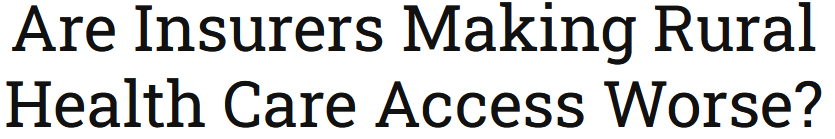 Are Insurers Making Rural
Health Care Access Worse?